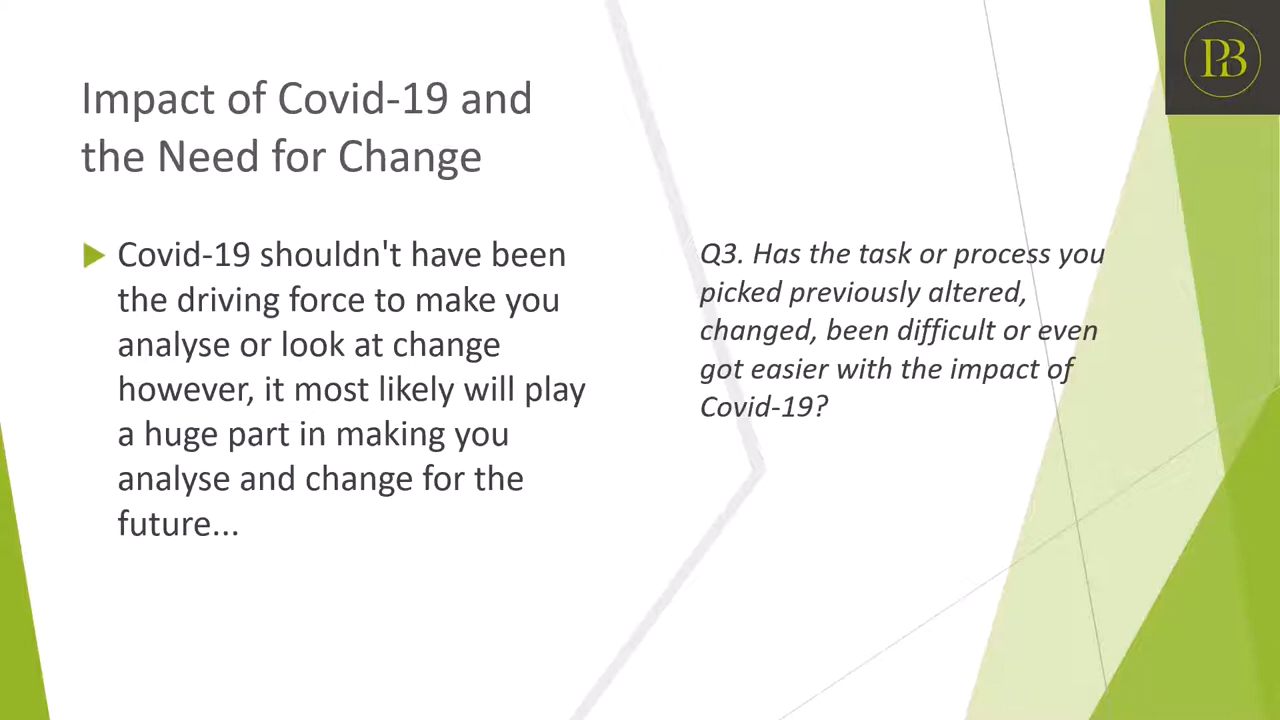 Impact of Covid-19 and
the Need for Change
Covid-19 shouldn't have been
the driving force to make you
analyse or look at change
however, it most likely will play
a huge part in making you
analyse and change for the
future...
Q3. Has the task or process you
picked previously altered,
changed, been difficult or even
got easier with the impact of
Covid-19?
PB